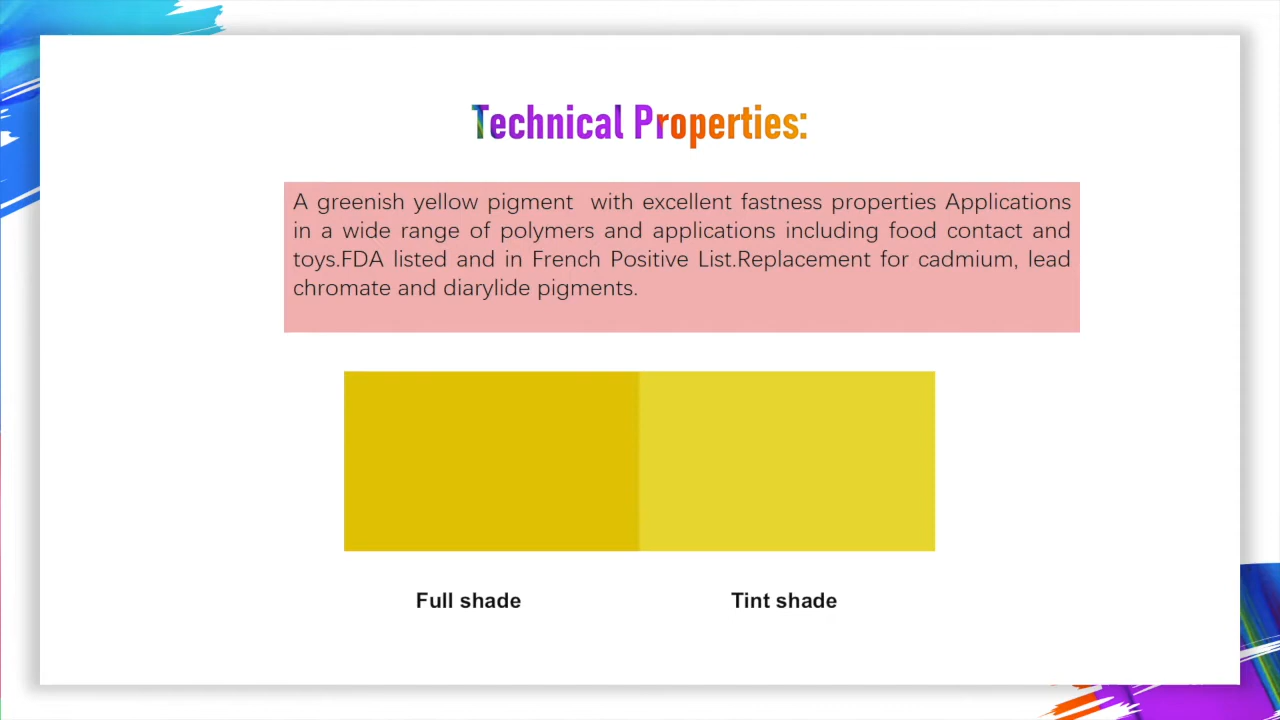 Technical Properties:
A greenish yellow pigment  with excellent fastness properties Applications
in a wide range of polymers and applications including food contact and
toys.FDA listed and in French Positive List.Replacement for cadmium, lead
chromate and diarylide pigments.
Full shade
Tint shade